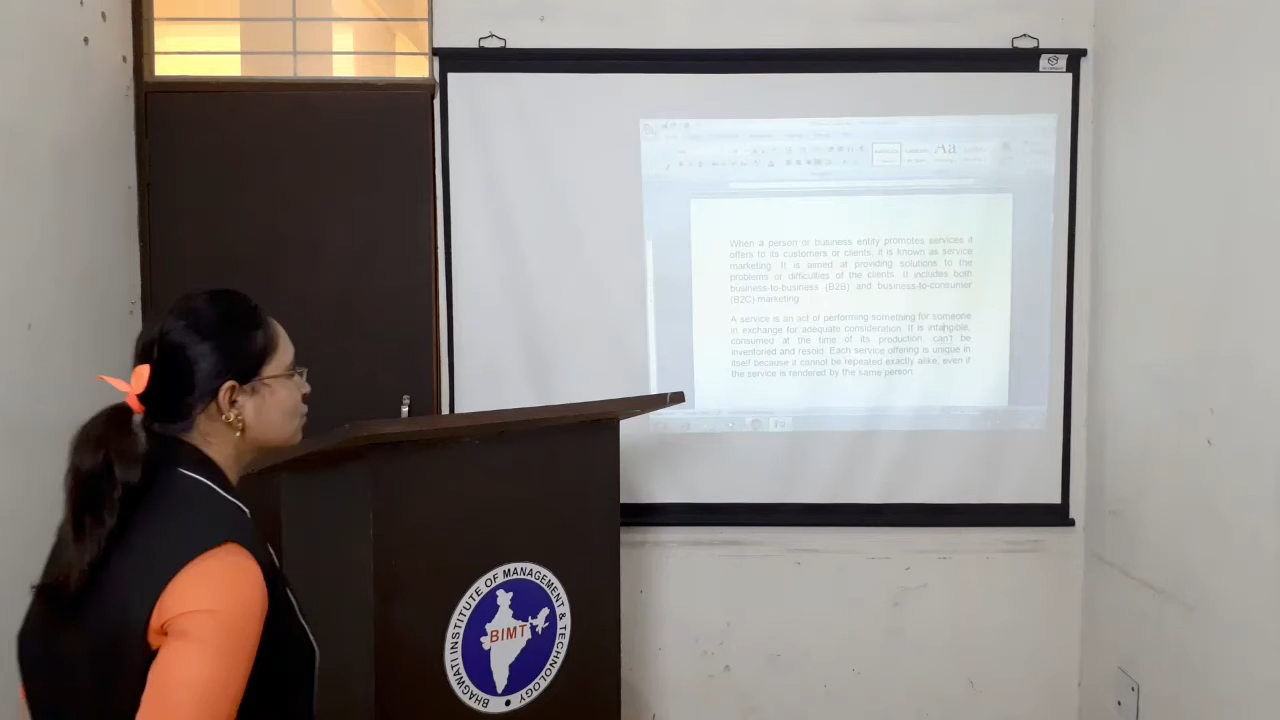 Aa
When a person or business entity promotes services it
offers to its customers or clients, it is known as service
marketing. It is aimed at providing solutions to the
problems or difficulties of the clients. It includes both
business-to-business (B2B) and business-to-consumer
(B2C) marketing.
A service is an act of performing something for someone
in exchange for adequate consideration. It is intangible,
consumed at the time of its production, can't be
inventoried and resold. Each service offering is unique in
itself because it cannot be repeated exactly alike, even if
the service is rendered by the same person.
BHAGWATI INSTITUTE OF MANAGEMENT & TECHNOLOGY
BIMT